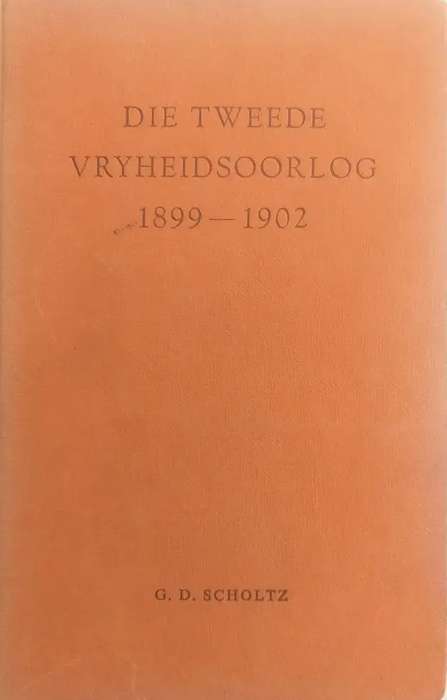 DIE TWEEDE
VRYHEIDSOORLOG
1899 — 1902
G. D. SCHOLTZ